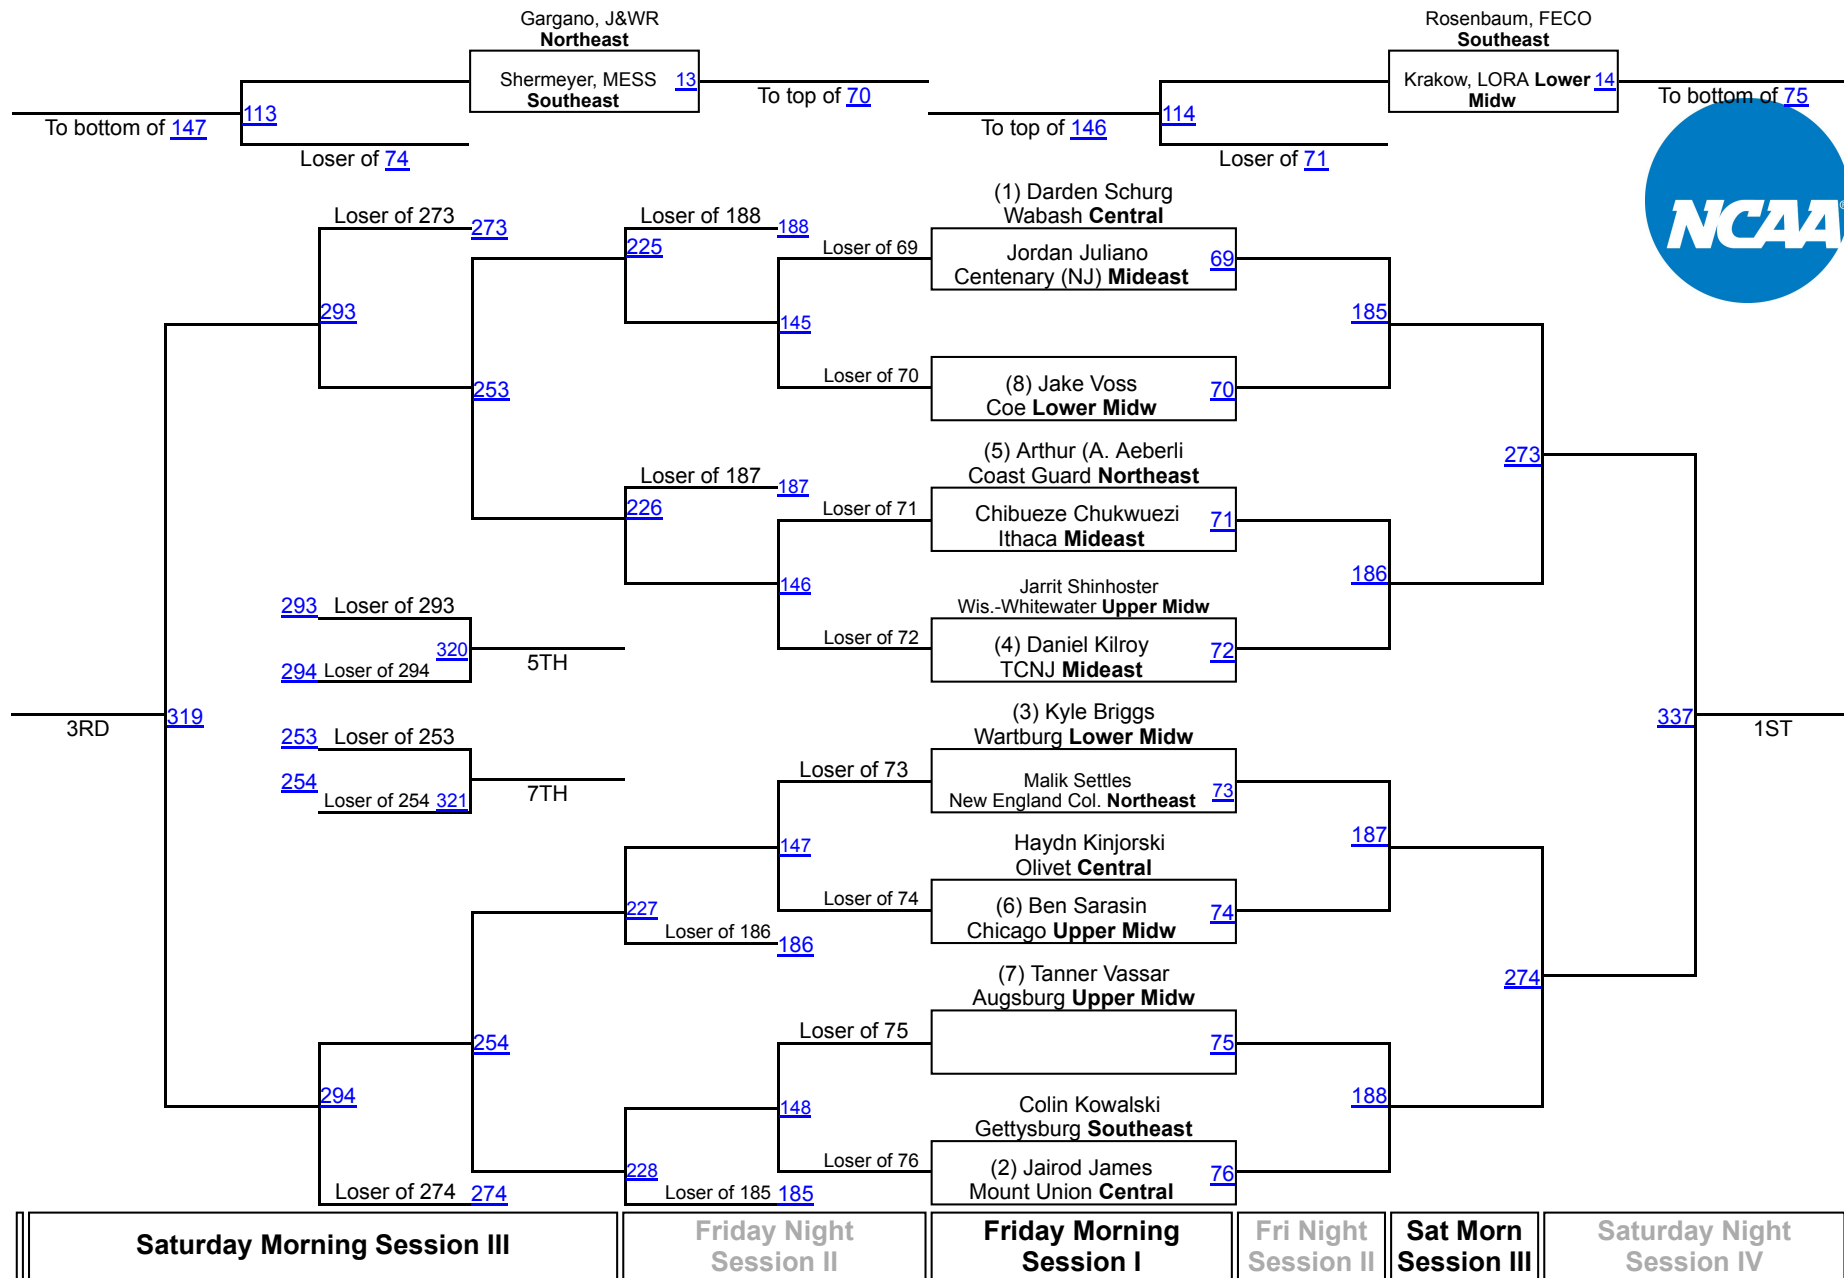 Gargano, J&WR
Northeast
Shermeyer, MESS 13
Southeast
To top of 70
113
To bottom of 147
Loser of 74
Rosenbaum, FECO
Southeast
Krakow, LORA Lower 14
Midw
To bottom of 75
114
To top of 146
Loser of 71
NCAA®
(1) Darden Schurg
Wabash Central
Jordan Juliano
Centenary (NJ) Mideast
69
(8) Jake Voss
Coe Lower Midw
70
(5) Arthur (A. Aeberli
Coast Guard Northeast
Chibueze Chukwuezi
Ithaca Mideast
71
Jarrit Shinhoster
Wis.-Whitewater Upper Midw
(4) Daniel Kilroy
TCNJ Mideast
72
(3) Kyle Briggs
Wartburg Lower Midw
Malik Settles
New England Col. Northeast
73
Haydn Kinjorski
Olivet Central
(6) Ben Sarasin
Chicago Upper Midw
74
(7) Tanner Vassar
Augsburg Upper Midw
75
Colin Kowalski
Gettysburg Southeast
(2) Jairod James
Mount Union Central
76
185
186
187
188
273
274
337
1ST
Loser of 69
145
Loser of 70
Loser of 71
146
Loser of 72
Loser of 73
147
Loser of 74
Loser of 75
148
Loser of 76
Loser of 188 188
225
Loser of 187 187
226
227
Loser of 186 186
228
Loser of 185 185
Loser of 273 273
293
253
254
294
Loser of 274 274
319
3RD
293 Loser of 293
320
294 Loser of 294
5TH
253 Loser of 253
254
Loser of 254 321
7TH
Saturday Morning Session III
Friday Night
Session II
Friday Morning
Session I
Fri Night
Session II
Sat Morn
Session III
Saturday Night
Session IV